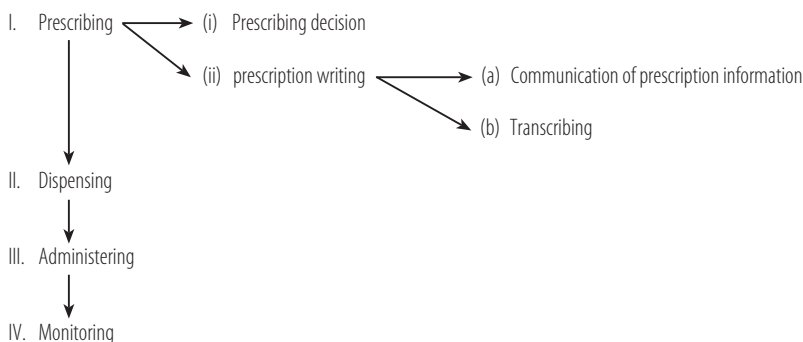 I. Prescribing (i) Prescribing decision
(ii) prescription writing (a) Communication of prescription information
(b) Transcribing
II. Dispensing
III. Administering
IV. Monitoring